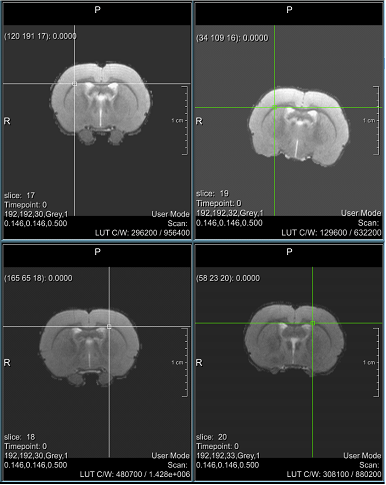 P
(120 191 17): 0.0000
R
1 cm
slice: 17
Timepoint: 0
192,192,30,Grey,1
User Mode
0.146,0.146,0.500
Scan:
LUT C/W: 296200 / 956400
P
(34 109 16): 0.0000
R
1 cm
slice: 19
Timepoint: 0
192,192,32,Grey,1
User Mode
0.146,0.146,0.500
Scan:
LUT C/W: 129600 / 632200
P
(165 65 18): 0.0000
R
1 cm
slice: 18
Timepoint: 0
192,192,30,Grey,1
User Mode
0.146,0.146,0.500
Scan:
LUT C/W: 480700 / 1.428e+006
P
(58 23 20): 0.0000
R
1 cm
slice: 20
Timepoint: 0
192,192,33,Grey,1
User Mode
0.146,0.146,0.500
Scan:
LUT C/W: 308100 / 880200